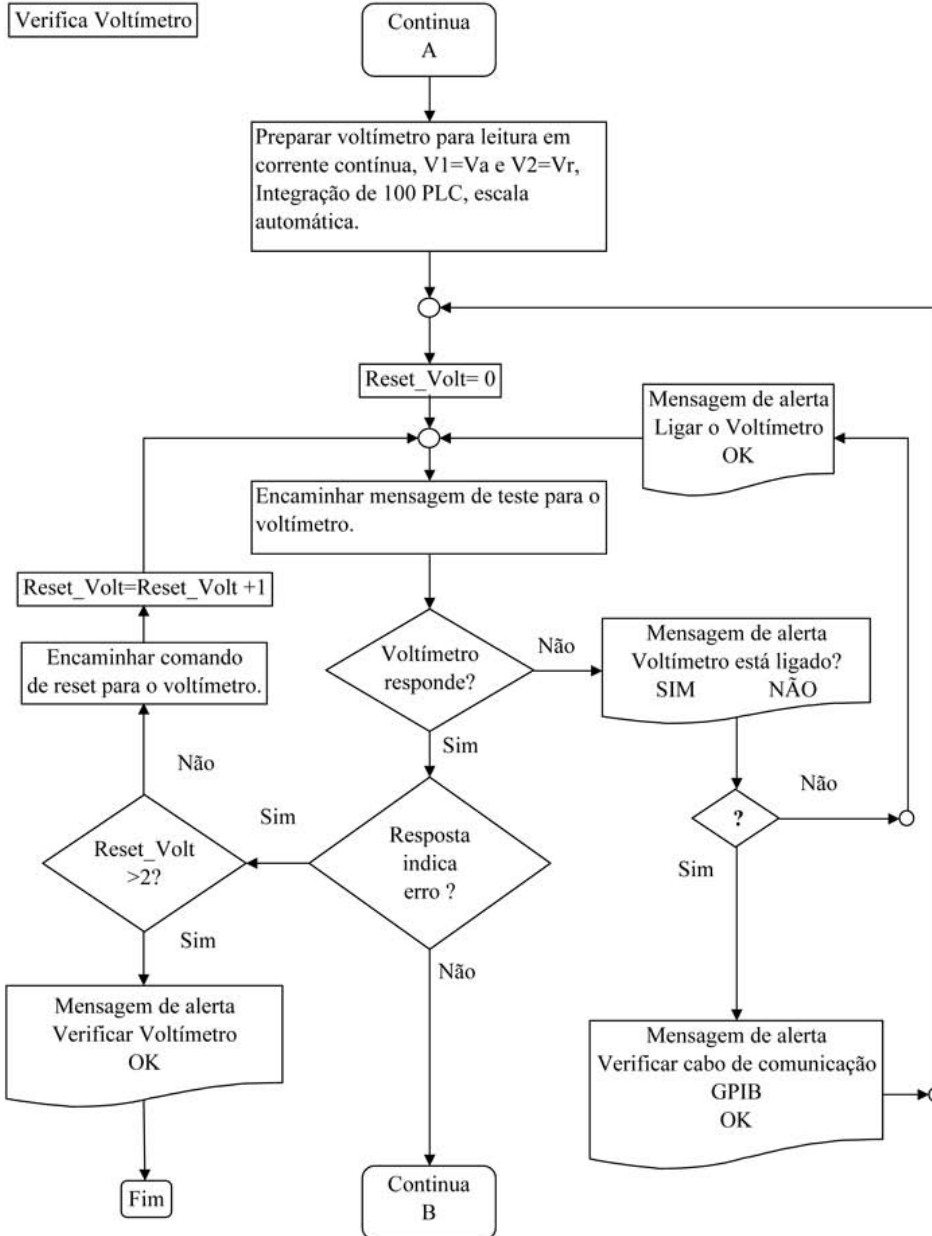 Verifica Voltímetro
Continua
A
Preparar voltímetro para leitura em
corrente contínua, V1=Va e V2=Vr,
Integração de 100 PLC, escala
automática.
Reset_Volt= 0
Mensagem de alerta
Ligar o Voltímetro
OK
Encaminhar mensagem de teste para o
voltímetro.
Reset_Volt=Reset_Volt +1
Encaminhar comando
de reset para o voltímetro.
Voltímetro
responde?
Não
Mensagem de alerta
Voltímetro está ligado?
SIM NÃO
Sim
Não
?
Não
Sim
Reset_Volt
>2?
Sim
Resposta
indica
erro ?
Sim
Não
Mensagem de alerta
Verificar Voltímetro
OK
Mensagem de alerta
Verificar cabo de comunicação
GPIB
OK
Fim
Continua
B